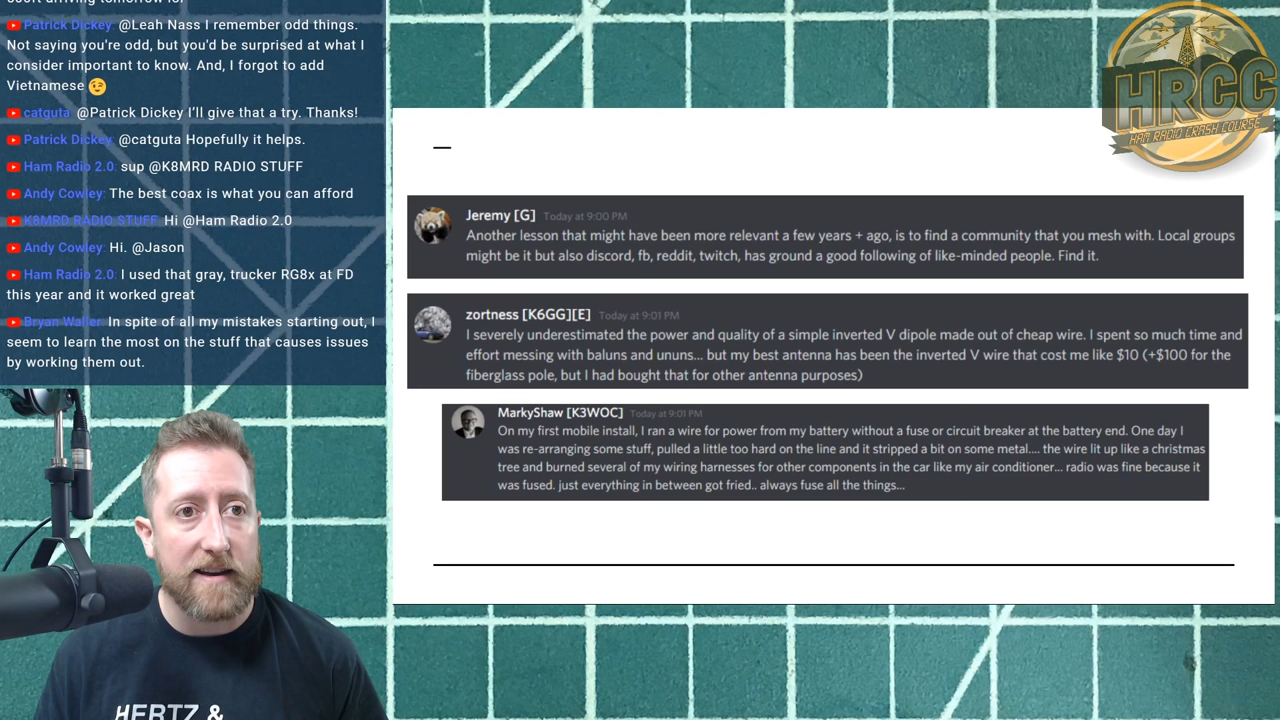 Patrick Dickey: @Leah Nass I remember odd things.
Not saying you're odd, but you'd be surprised at what I
consider important to know. And, I forgot to add
Vietnamese 😉
catguta: @Patrick Dickey I'll give that a try. Thanks!
Patrick Dickey: @catguta Hopefully it helps.
Ham Radio 2.0: sup @K8MRD RADIO STUFF
Andy Cowley: The best coax is what you can afford
K8MRD RADIO STUFF: Hi @Ham Radio 2.0
Andy Cowley: Hi. @Jason
Ham Radio 2.0: I used that gray, trucker RG8x at FD
this year and it worked great
Bryan Waller: In spite of all my mistakes starting out, I
seem to learn the most on the stuff that causes issues
by working them out.
HRCC
HAM RADIO CRASH COURSE
Jeremy [G] Today at 9:00 PM
Another lesson that might have been more relevant a few years + ago, is to find a community that you mesh with. Local groups
might be it but also discord, fb, reddit, twitch, has ground a good following of like-minded people. Find it.
zortness [K6GG][E] Today at 9:01 PM
I severely underestimated the power and quality of a simple inverted V dipole made out of cheap wire. I spent so much time and
effort messing with baluns and ununs... but my best antenna has been the inverted V wire that cost me like $10 (+$100 for the
fiberglass pole, but I had bought that for other antenna purposes)
MarkyShaw [K3WOC] Today at 9:01 PM
On my first mobile install, I ran a wire for power from my battery without a fuse or circuit breaker at the battery end. One day I
was re-arranging some stuff, pulled a little too hard on the line and it stripped a bit on some metal.... the wire lit up like a christmas
tree and burned several of my wiring harnesses for other components in the car like my air conditioner... radio was fine because it
was fused. just everything in between got fried.. always fuse all the things...
HERTZ &